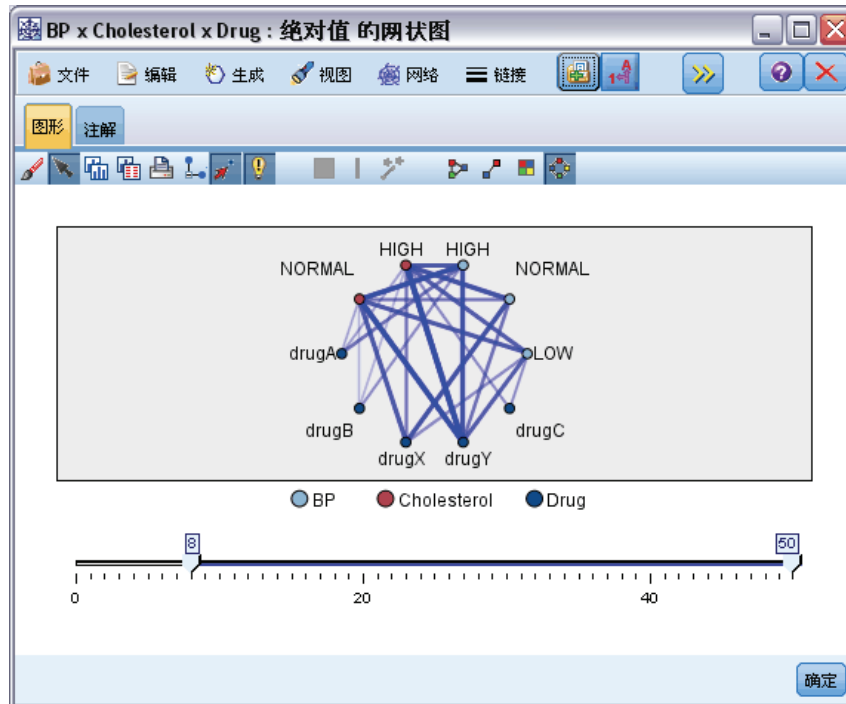 BP x Cholesterol x Drug : 绝对值 的网状图
文件 编辑 生成 视图 网络 链接
图形 注解
HIGH HIGH
NORMAL NORMAL
drugA LOW
drugB drugC
drugX drugY
BP Cholesterol Drug
8 50
0 20 40
确定